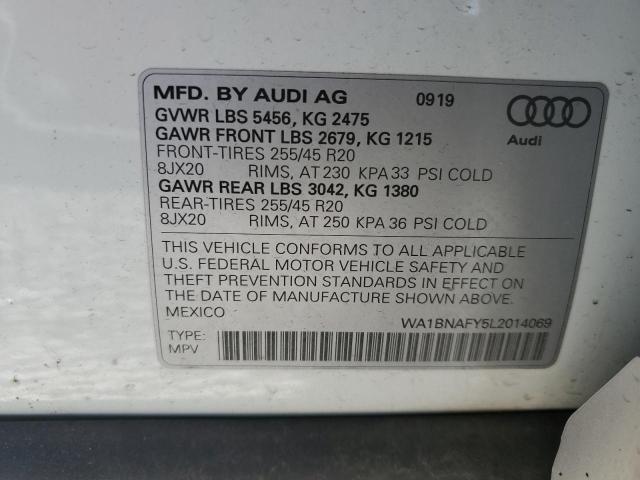 MFD. BY AUDI AG 0919
GVWR LBS 5456, KG 2475
GAWR FRONT LBS 2679, KG 1215
FRONT-TIRES 255/45 R20
8JX20 RIMS, AT 230 KPA 33 PSI COLD
GAWR REAR LBS 3042, KG 1380
REAR-TIRES 255/45 R20
8JX20 RIMS, AT 250 KPA 36 PSI COLD
Audi
THIS VEHICLE CONFORMS TO ALL APPLICABLE
U.S. FEDERAL MOTOR VEHICLE SAFETY AND
THEFT PREVENTION STANDARDS IN EFFECT ON
THE DATE OF MANUFACTURE SHOWN ABOVE.
MEXICO
WA1BNAFY5L2014069
TYPE:
MPV